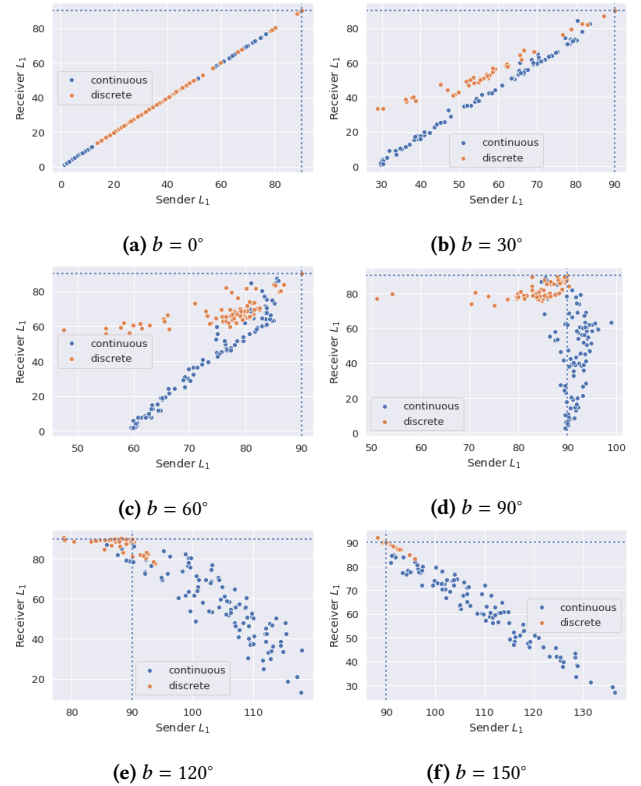 80
60
40
20
0
Receiver L₁
continuous
discrete
0 20 40 60 80
Sender L₁
(a) b = 0°
80
60
40
20
0
Receiver L₁
continuous
discrete
30 40 50 60 70 80 90
Sender L₁
(b) b = 30°
80
60
40
20
0
Receiver L₁
continuous
discrete
50 60 70 80 90
Sender L₁
(c) b = 60°
80
60
40
20
0
Receiver L₁
continuous
discrete
50 60 70 80 90 100
Sender L₁
(d) b = 90°
80
60
40
20
Receiver L₁
continuous
discrete
80 90 100 110
Sender L₁
(e) b = 120°
90
80
70
60
50
40
30
Receiver L₁
continuous
discrete
90 100 110 120 130
Sender L₁
(f) b = 150°